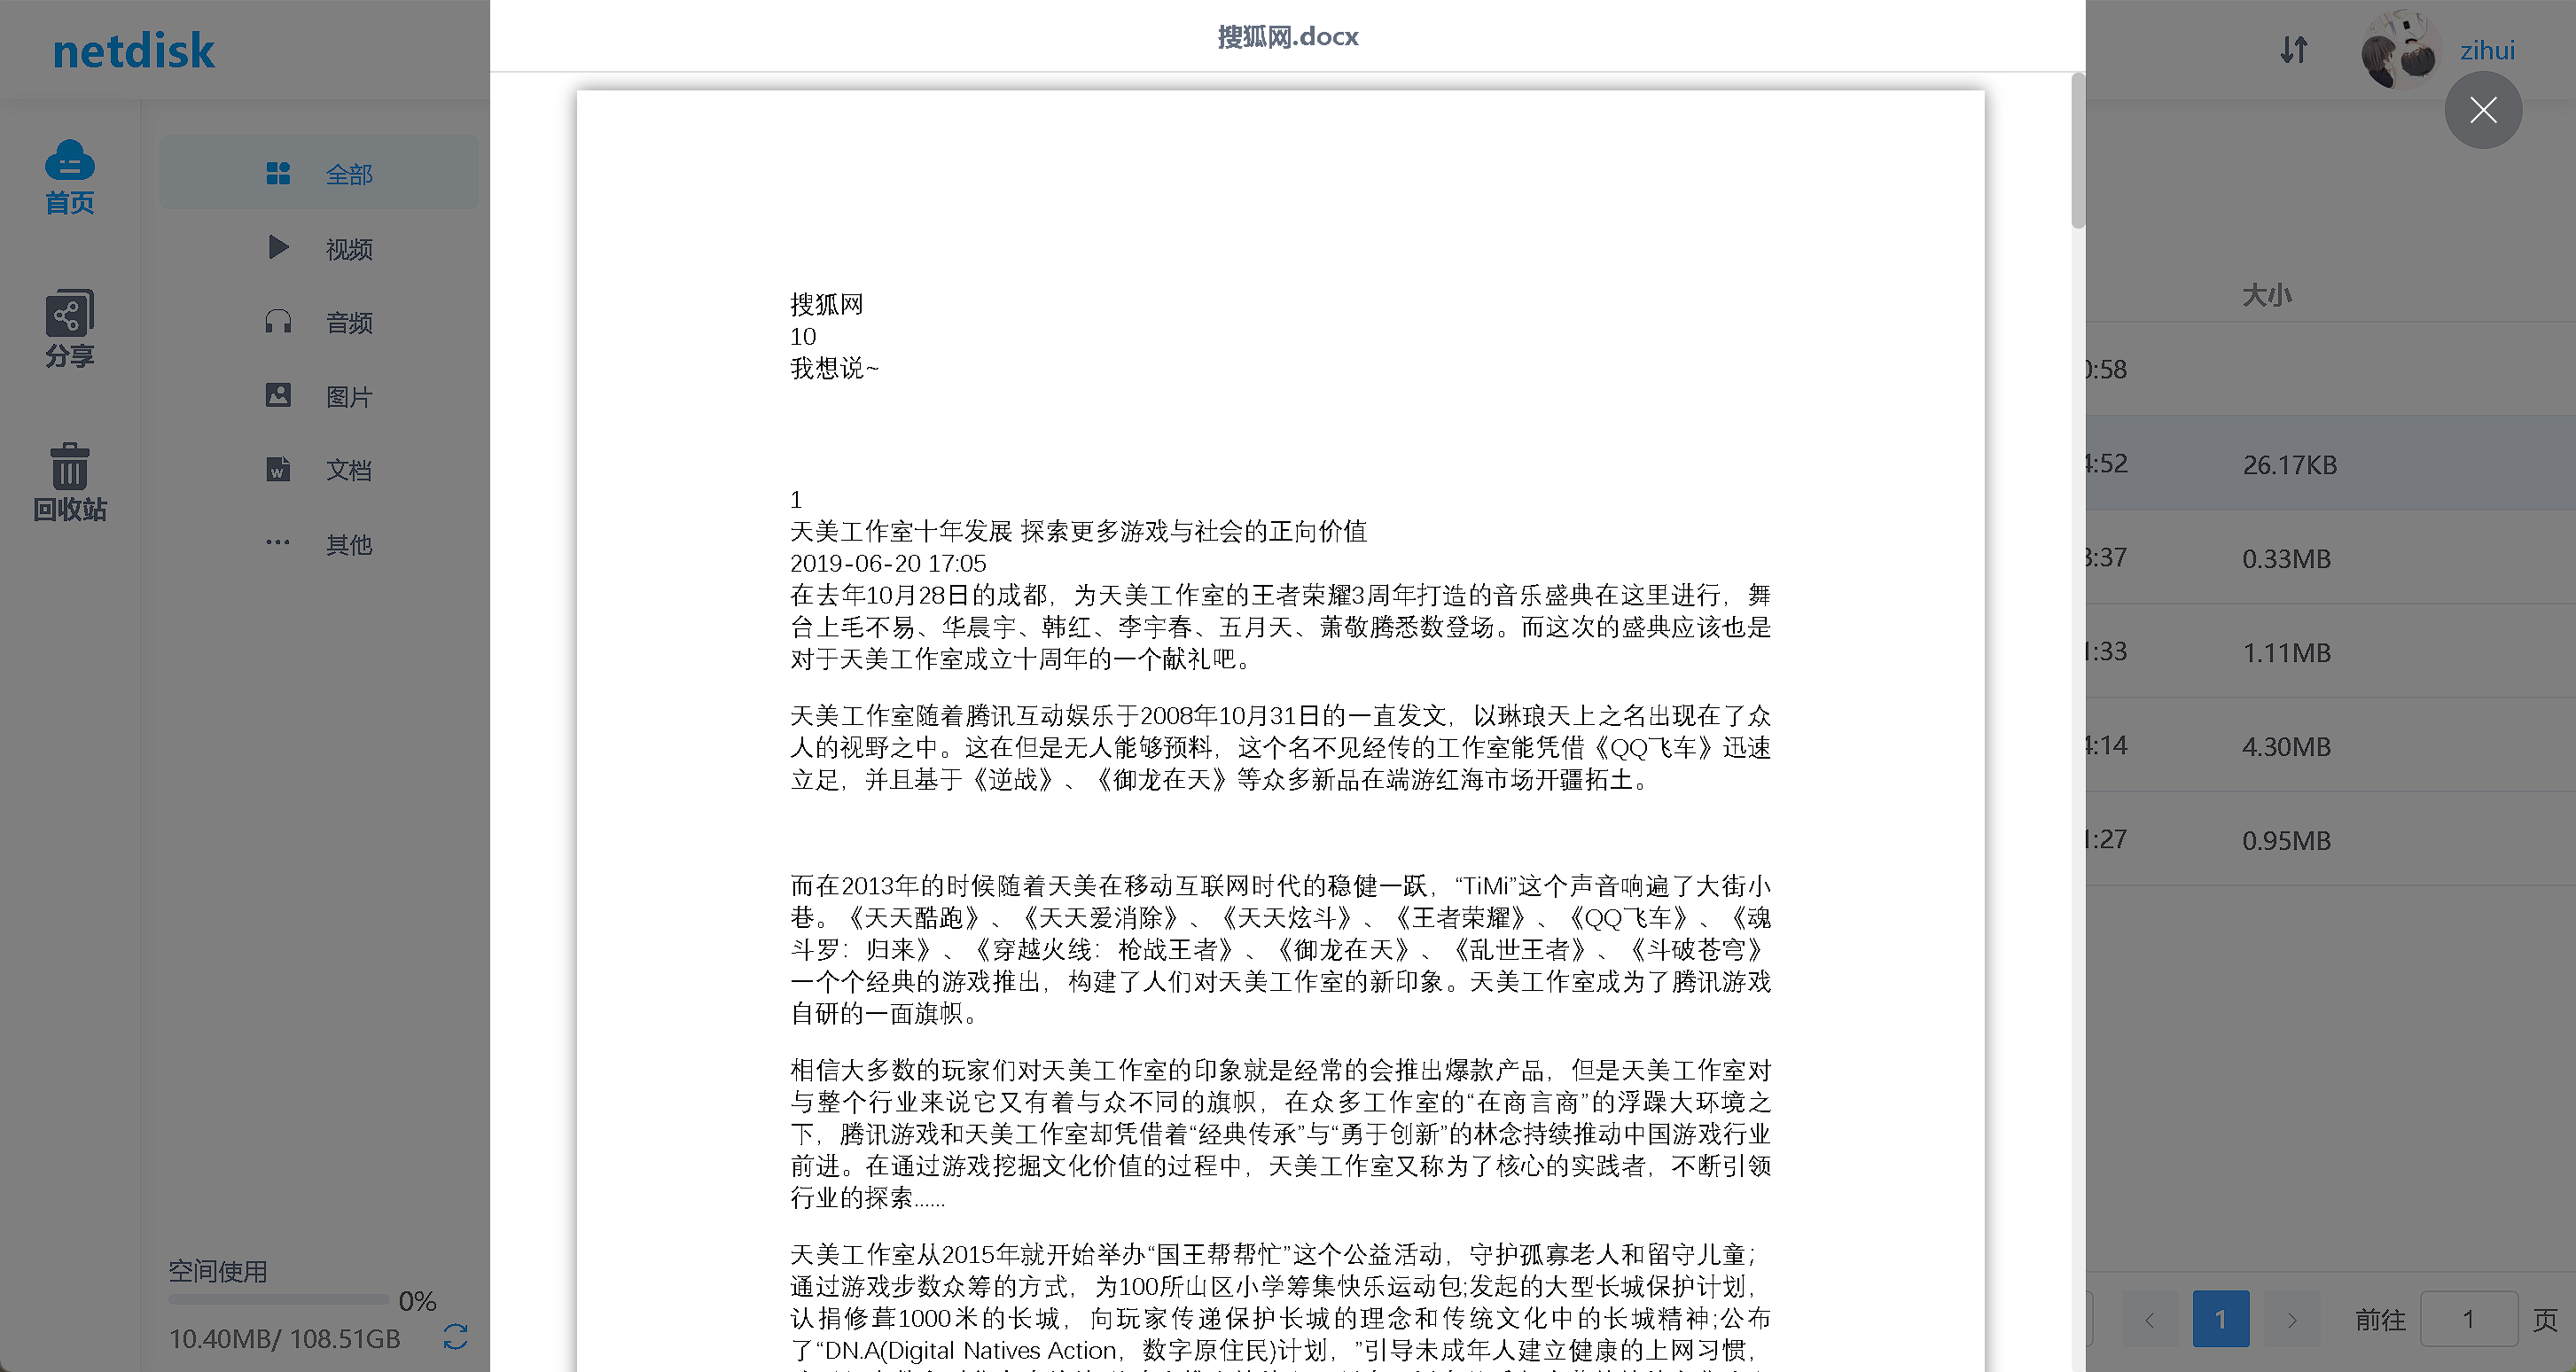 netdisk
搜狐网.docx
zihui
首页
分享
回收站
全部
视频
音频
图片
文档
其他
空间使用
0%
10.40MB/ 108.51GB
搜狐网
10
我想说~
1
天美工作室十年发展 探索更多游戏与社会的正向价值
2019-06-20 17:05
在去年10月28日的成都，为天美工作室的王者荣耀3周年打造的音乐盛典在这里进行，舞
台上毛不易、华晨宇、韩红、李宇春、五月天、萧敬腾悉数登场。而这次的盛典应该也是
对于天美工作室成立十周年的一个献礼吧。
天美工作室随着腾讯互动娱乐于2008年10月31日的一直发文，以琳琅天上之名出现在了众
人的视野之中。这在但是无人能够预料，这个名不见经传的工作室能凭借《QQ飞车》迅速
立足，并且基于《逆战》、《御龙在天》等众多新品在端游红海市场开疆拓土。
而在2013年的时候随着天美在移动互联网时代的稳健一跃，“TiMi”这个声音响遍了大街小
巷。《天天酷跑》、《天天爱消除》、《天天炫斗》、《王者荣耀》、《QQ飞车》、《魂
斗罗：归来》、《穿越火线：枪战王者》、《御龙在天》、《乱世王者》、《斗破苍穹》
一个个经典的游戏推出，构建了人们对天美工作室的新印象。天美工作室成为了腾讯游戏
自研的一面旗帜。
相信大多数的玩家们对天美工作室的印象就是经常的会推出爆款产品，但是天美工作室对
与整个行业来说它又有着与众不同的旗帜，在众多工作室的“在商言商”的浮躁大环境之
下，腾讯游戏和天美工作室却凭借着“经典传承”与“勇于创新”的林念持续推动中国游戏行业
前进。在通过游戏挖掘文化价值的过程中，天美工作室又称为了核心的实践者，不断引领
行业的探索......
天美工作室从2015年就开始举办“国王帮帮忙”这个公益活动，守护孤寡老人和留守儿童；
通过游戏步数众筹的方式，为100所山区小学筹集快乐运动包;发起的大型长城保护计划，
认捐修葺1000米的长城，向玩家传递保护长城的理念和传统文化中的长城精神;公布
了“DN.A(Digital Natives Action，数字原住民)计划，”引导未成年人建立健康的上网习惯，
大小
:58
:52 26.17KB
:37 0.33MB
:33 1.11MB
:14 4.30MB
:27 0.95MB
1 前往 1 页